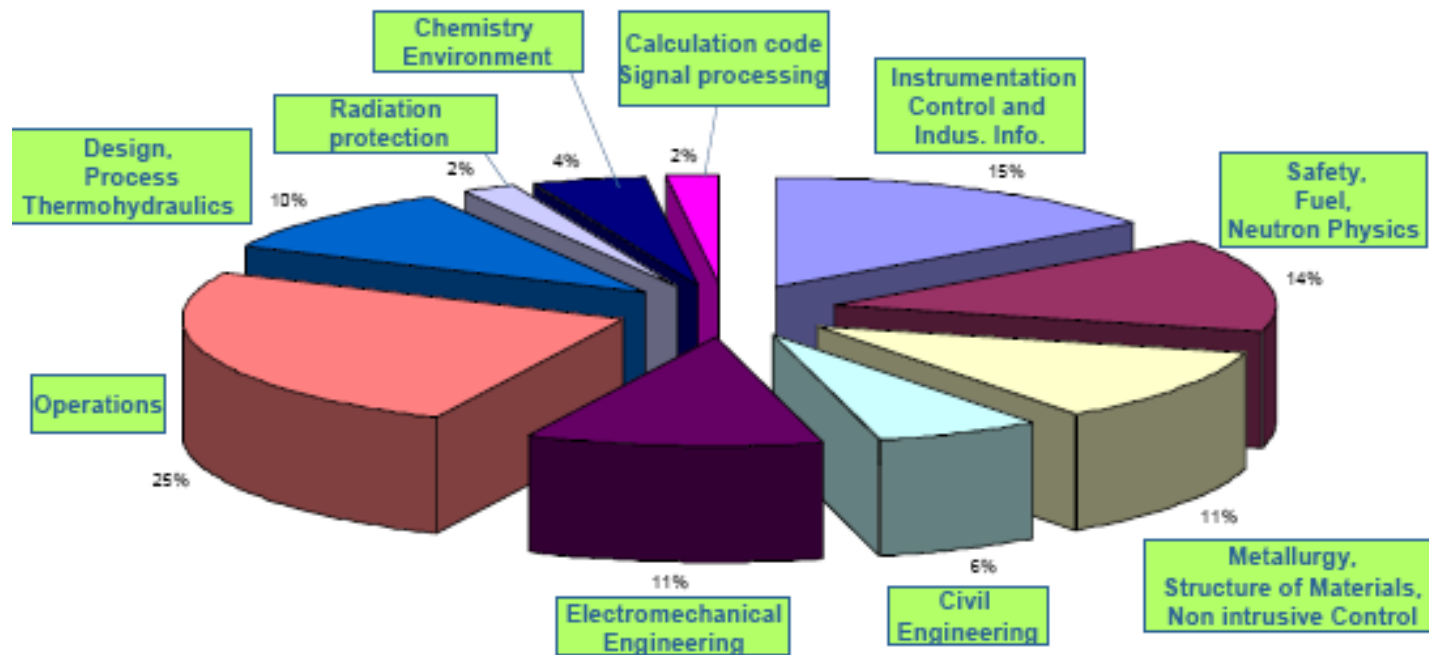 Chemistry
Environment
Calculation code
Signal processing
Instrumentation
Control and
Indus. Info.
Radiation
protection
Design,
Process
Thermohydraulics
Safety,
Fuel,
Neutron Physics
2%
4%
2%
15%
10%
14%
Operations
25%
11%
11%
6%
Electromechanical
Engineering
Civil
Engineering
Metallurgy,
Structure of Materials,
Non intrusive Control